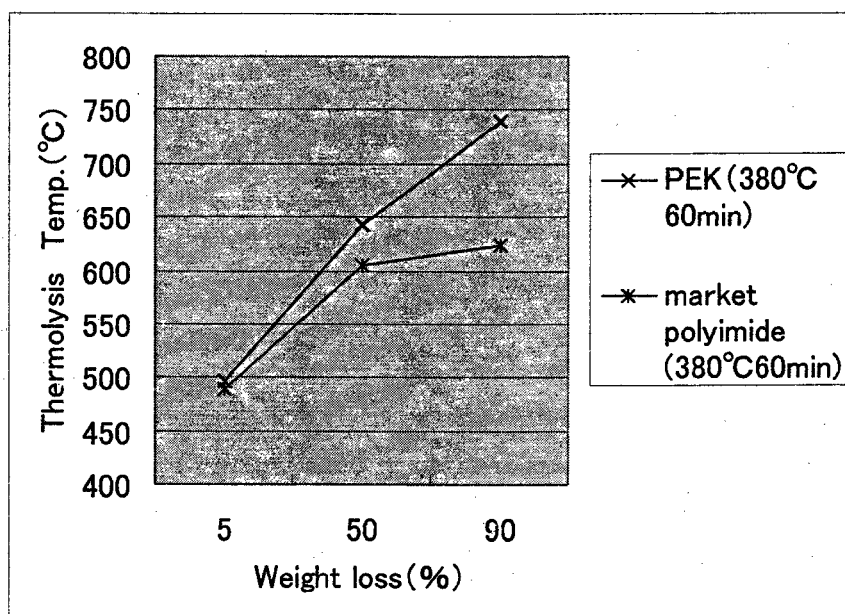 800
750
700
650
600
550
500
450
400
Thermolysis Temp.(°C)
5 50 90
Weight loss(%)
PEK(380°C
60min)
market
polyimide
(380°C60min)